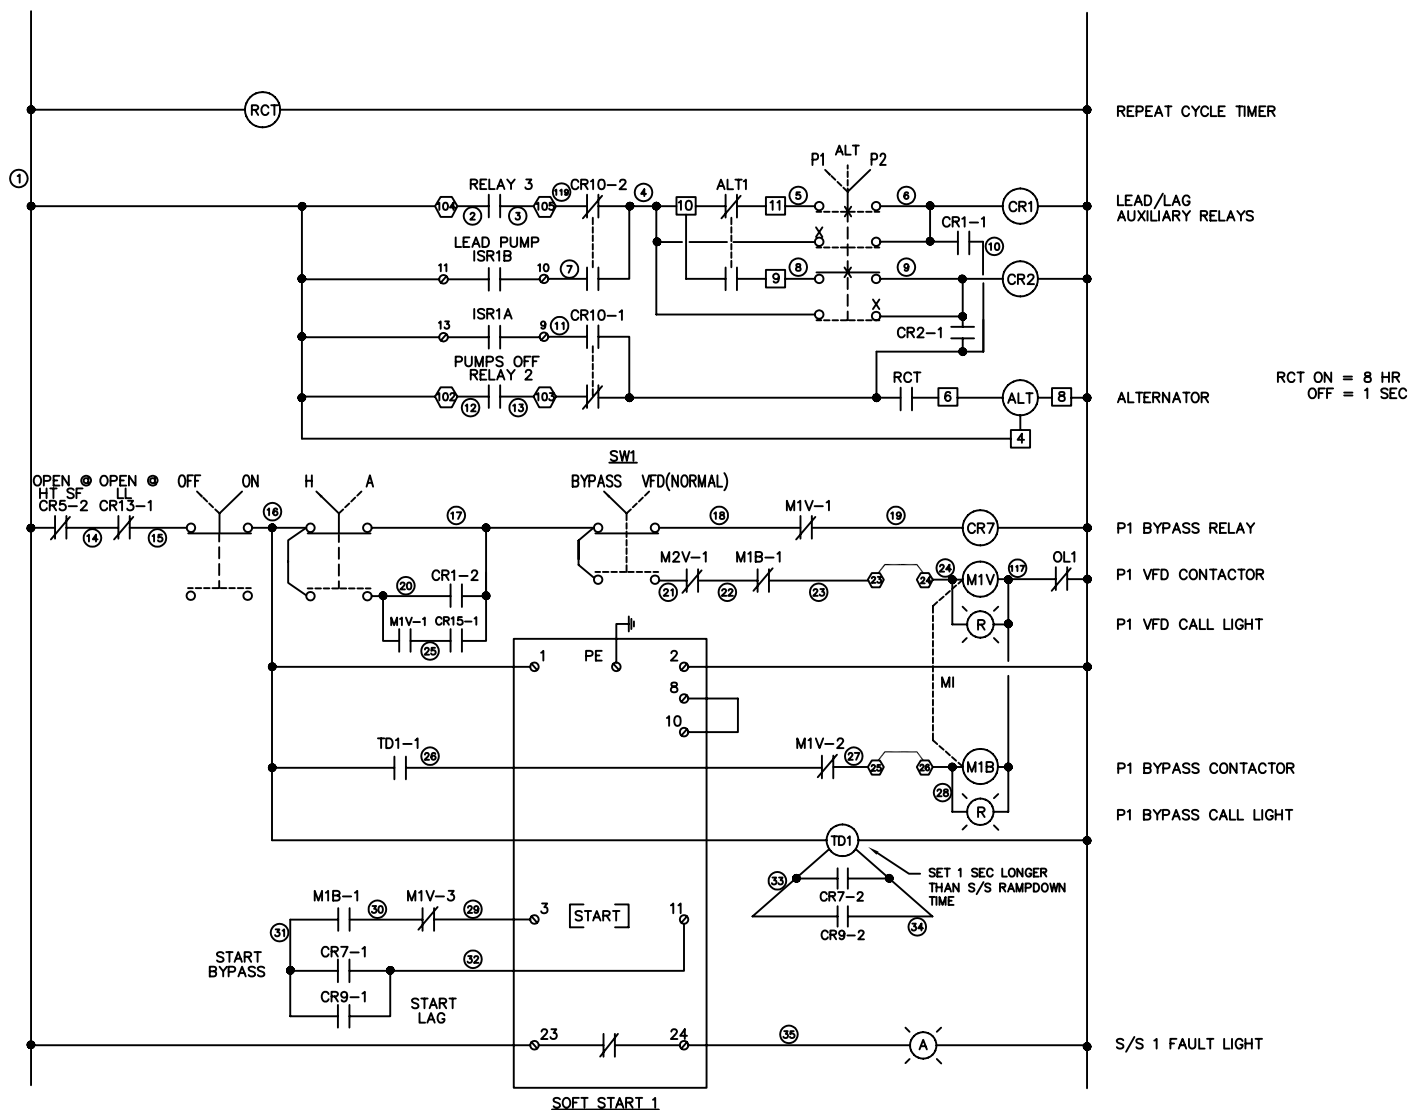 RCT
REPEAT CYCLE TIMER
1
P1 ALT P2
RELAY 3
119
CR10-2
4
ALT1
5
6
104
2
3
105
10
11
CR1
LEAD/LAG
AUXILIARY RELAYS
CR1-1
10
X
LEAD PUMP
ISR1B
11
10
7
9
8
X
9
CR2
X
ISR1A
13
9
11
CR10-1
CR2-1
PUMPS OFF
RELAY 2
102
12
13
103
RCT
6
ALT
8
ALTERNATOR
4
RCT ON = 8 HR
OFF = 1 SEC
SW1
OPEN @ OPEN @
HT SF LL
CR5-2 CR13-1
OFF ON
H A
BYPASS VFD(NORMAL)
14
15
16
17
18
M1V-1
19
CR7
P1 BYPASS RELAY
20
CR1-2
M2V-1
M1B-1
21
22
23
23
24
24
M1V
117
OL1
P1 VFD CONTACTOR
M1V-1
CR15-1
25
R
P1 VFD CALL LIGHT
1
PE
2
8
10
MI
TD1-1
26
M1V-2
27
25
26
M1B
P1 BYPASS CONTACTOR
28
R
P1 BYPASS CALL LIGHT
TD1
SET 1 SEC LONGER
THAN S/S RAMPDOWN
TIME
33
CR7-2
CR9-2
34
M1B-1
30
M1V-3
29
3
[START]
11
31
START
BYPASS
CR7-1
32
CR9-1
START
LAG
23
24
35
A
S/S 1 FAULT LIGHT
SOFT START 1